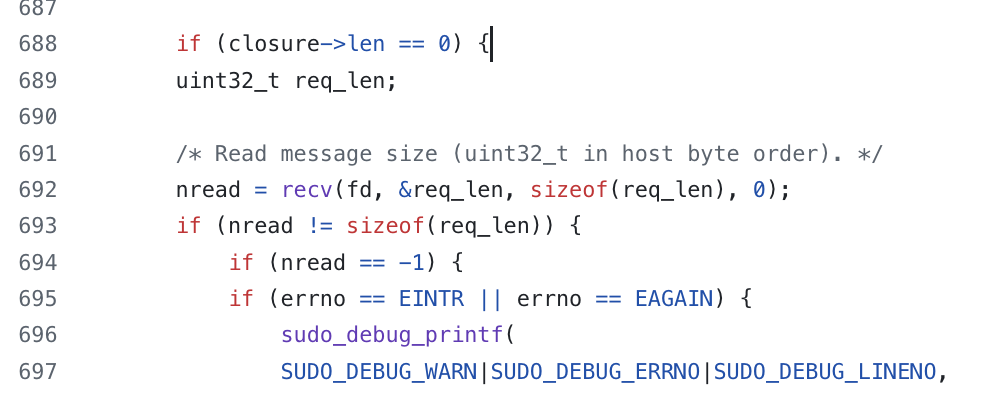 687
688 if (closure->len == 0) {
689 uint32_t req_len;
690
691 /* Read message size (uint32_t in host byte order). */
692 nread = recv(fd, &req_len, sizeof(req_len), 0);
693 if (nread != sizeof(req_len)) {
694 if (nread == -1) {
695 if (errno == EINTR || errno == EAGAIN) {
696 sudo_debug_printf(
697 SUDO_DEBUG_WARN|SUDO_DEBUG_ERRNO|SUDO_DEBUG_LINENO,